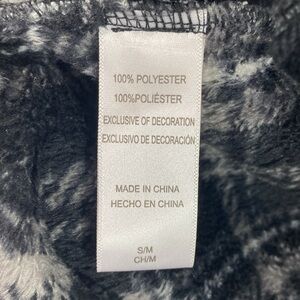 100% POLYESTER
100%POLIÉSTER
EXCLUSIVE OF DECORATION
EXCLUSIVO DE DECORACIÓN
MADE IN CHINA
HECHO EN CHINA
S/M
CH/M